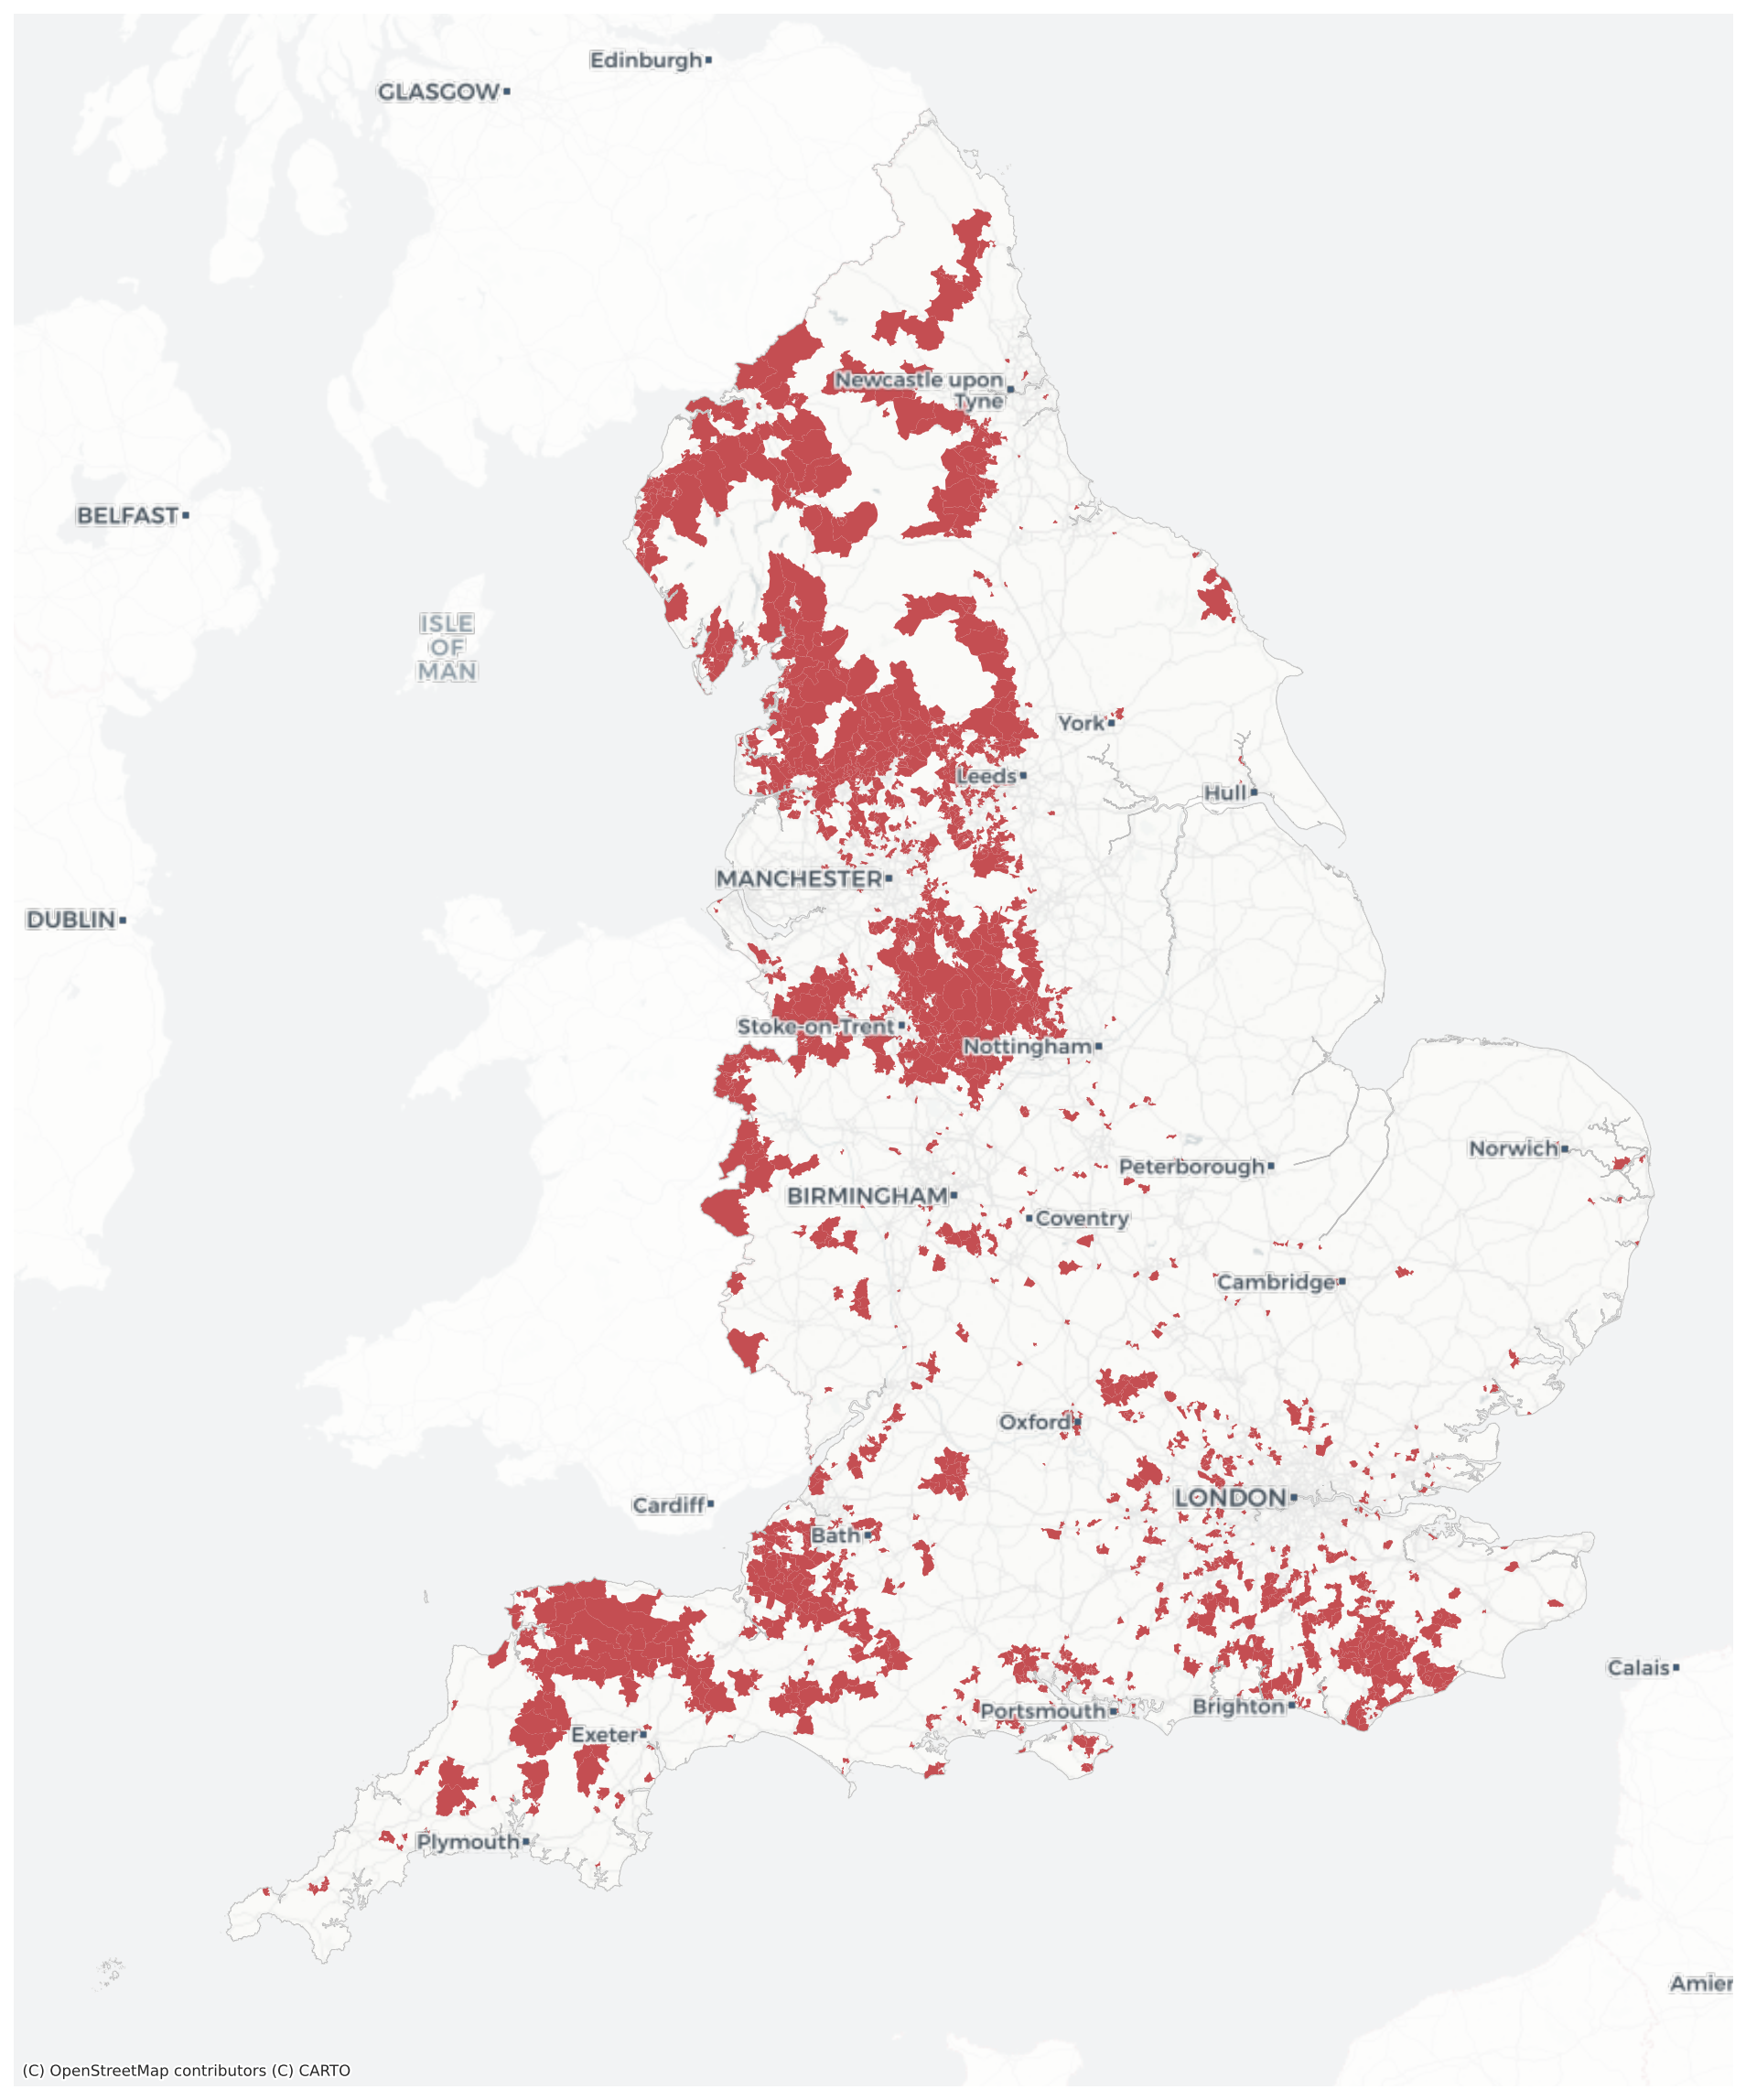 Edinburgh
GLASGOW
Newcastle upon
Tyne
BELFAST
ISLE
OF
MAN
York
Leeds
Hull
MANCHESTER
DUBLIN
Stoke-on-Trent
Nottingham
Norwich
Peterborough
BIRMINGHAM
Coventry
Cambridge
Oxford
LONDON
Cardiff
Bath
Calais
Brighton
Portsmouth
Exeter
Plymouth
Amier
(C) OpenStreetMap contributors (C) CARTO